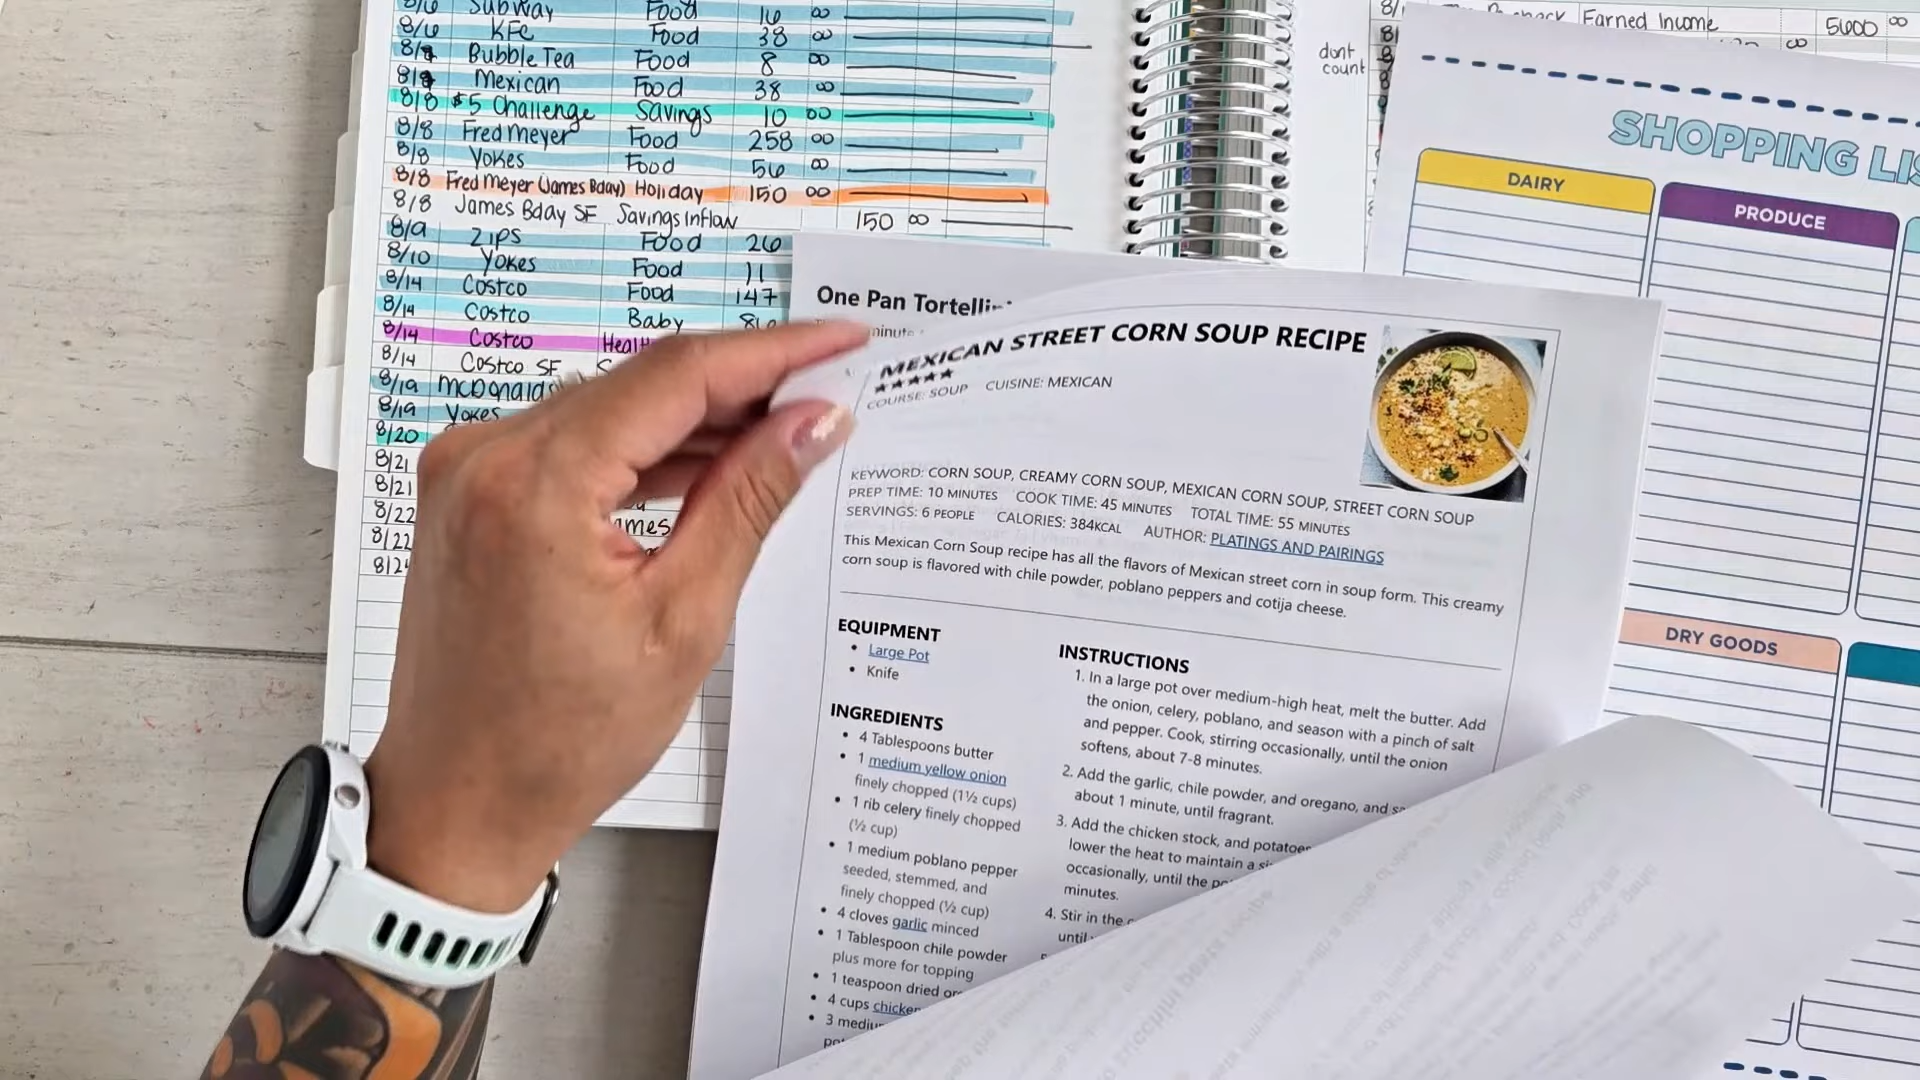 8/6 Subway Food 16 00
8/6 KFC Food 38 00
Bubble Tea Food 8 00
Mexican Food 38 00
8/8 $5 Challenge Savings 10 00
8/8 Fred Meyer Food 258 00
8/8 Yokes Food 56 00
8/8 Fred Meyer (James Bday) Holiday 150 00
8/8 James Bday SF Savings Inflow 150 00
8/9 Zips Food 26
8/10 Yokes Food 11
8/14 Costco Food 147
8/14 Costco Baby
8/14 Costco
8/14 Costco SF
8/19 McDonalds
8/19 Yokes
8/20
8/21
8/21
8/22
8/22
dont
count
Earned Income 5600 00
SHOPPING
DAIRY
PRODUCE
DRY GOODS
One Pan
MEXICAN STREET CORN SOUP RECIPE
★★★★★
COURSE: SOUP CUISINE: MEXICAN
KEYWORD: CORN SOUP, CREAMY CORN SOUP, MEXICAN CORN SOUP, STREET CORN SOUP
PREP TIME: 10 MINUTES COOK TIME: 45 MINUTES TOTAL TIME: 55 MINUTES
SERVINGS: 6 PEOPLE CALORIES: 384KCAL AUTHOR: PLATINGS AND PAIRINGS
This Mexican Corn Soup recipe has all the flavors of Mexican street corn in soup form. This creamy
corn soup is flavored with chile powder, poblano peppers and cotija cheese.
EQUIPMENT
• Large Pot
• Knife
INGREDIENTS
• 4 Tablespoons butter
• 1 medium yellow onion
finely chopped (1½ cups)
• 1 rib celery finely chopped
(½ cup)
• 1 medium poblano pepper
seeded, stemmed, and
finely chopped (½ cup)
• 4 cloves garlic minced
• 1 Tablespoon chile powder
plus more for topping
• 1 teaspoon dried
• 4 cups
• 3
INSTRUCTIONS
1. In a large pot over medium-high heat, melt the butter. Add
the onion, celery, poblano, and season with a pinch of salt
and pepper. Cook, stirring occasionally, until the onion
softens, about 7-8 minutes.
2. Add the garlic, chile powder, and oregano, and
about 1 minute, until fragrant.
3. Add the chicken stock, and
lower the heat to maintain a
occasionally, until the
minutes.
4. Stir in the
until